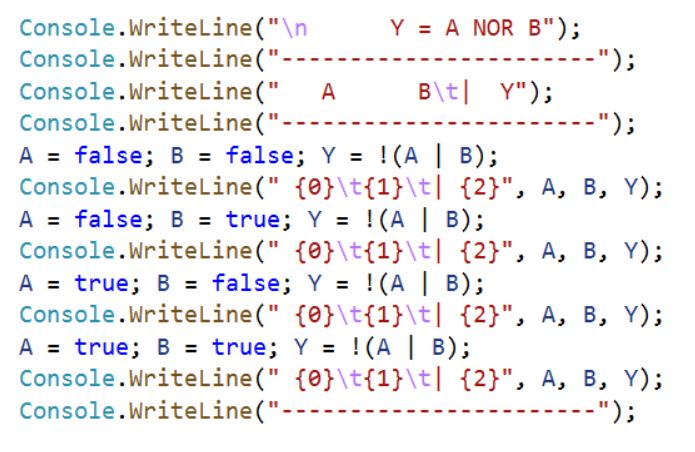 Console.WriteLine("\n      Y = A NOR B");
Console.WriteLine("-----------------------");
Console.WriteLine("   A      B\t|  Y");
Console.WriteLine("-----------------------");
A = false; B = false; Y = !(A | B);
Console.WriteLine(" {0}\t{1}\t| {2}", A, B, Y);
A = false; B = true; Y = !(A | B);
Console.WriteLine(" {0}\t{1}\t| {2}", A, B, Y);
A = true; B = false; Y = !(A | B);
Console.WriteLine(" {0}\t{1}\t| {2}", A, B, Y);
A = true; B = true; Y = !(A | B);
Console.WriteLine(" {0}\t{1}\t| {2}", A, B, Y);
Console.WriteLine("-----------------------");